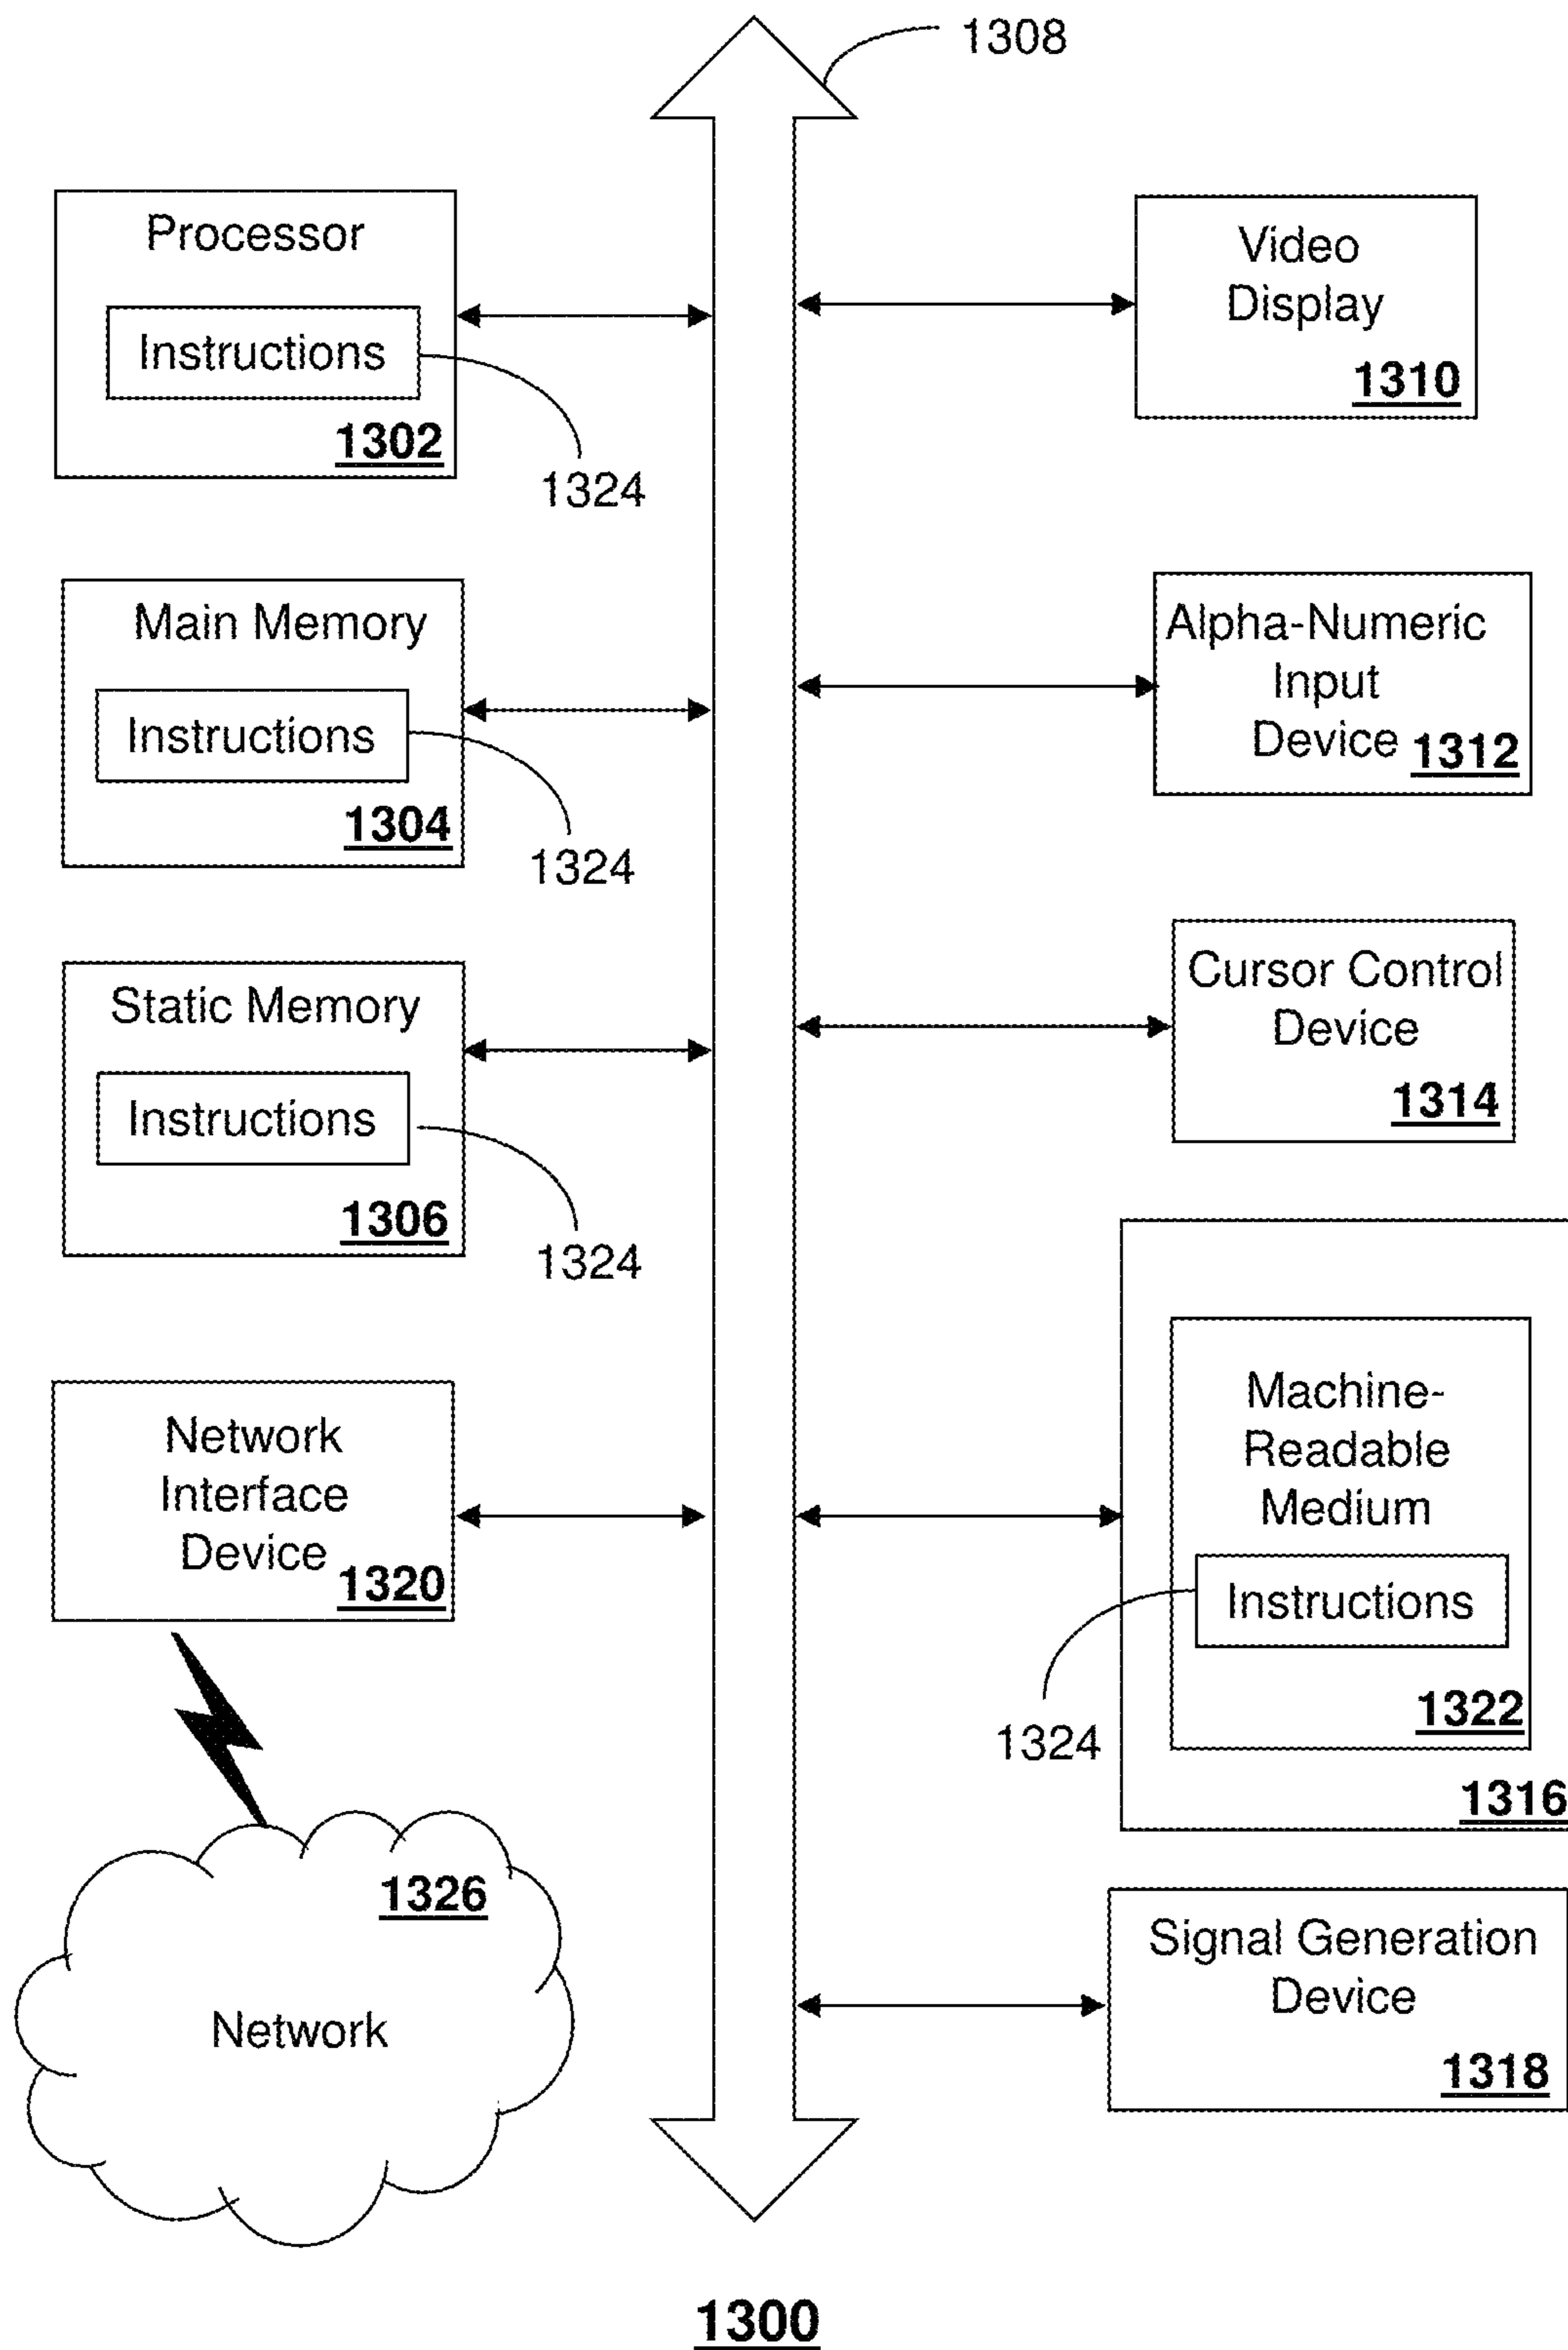 1308
Processor
Instructions
1302
1324
Main Memory
Instructions
1304
1324
Static Memory
Instructions
1306
1324
Network
Interface
Device
1320
1326
Network
Video
Display
1310
Alpha-Numeric
Input
Device 1312
Cursor Control
Device
1314
Machine-
Readable
Medium
Instructions
1322
1324
1316
Signal Generation
Device
1318
1300